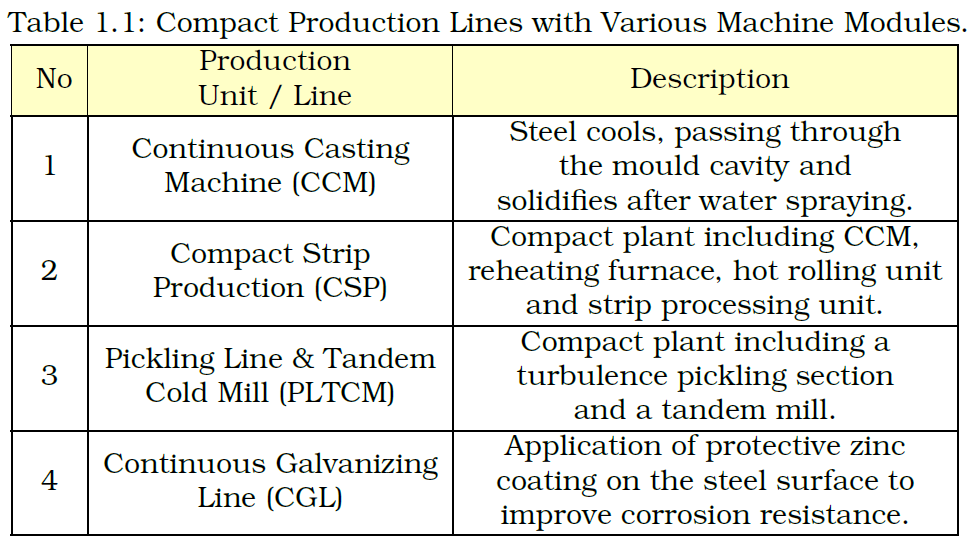 Table 1.1: Compact Production Lines with Various Machine Modules.
No
Production
Unit / Line
Description
1
Continuous Casting
Machine (CCM)
Steel cools, passing through
the mould cavity and
solidifies after water spraying.
2
Compact Strip
Production (CSP)
Compact plant including CCM,
reheating furnace, hot rolling unit
and strip processing unit.
3
Pickling Line & Tandem
Cold Mill (PLTCM)
Compact plant including a
turbulence pickling section
and a tandem mill.
4
Continuous Galvanizing
Line (CGL)
Application of protective zinc
coating on the steel surface to
improve corrosion resistance.